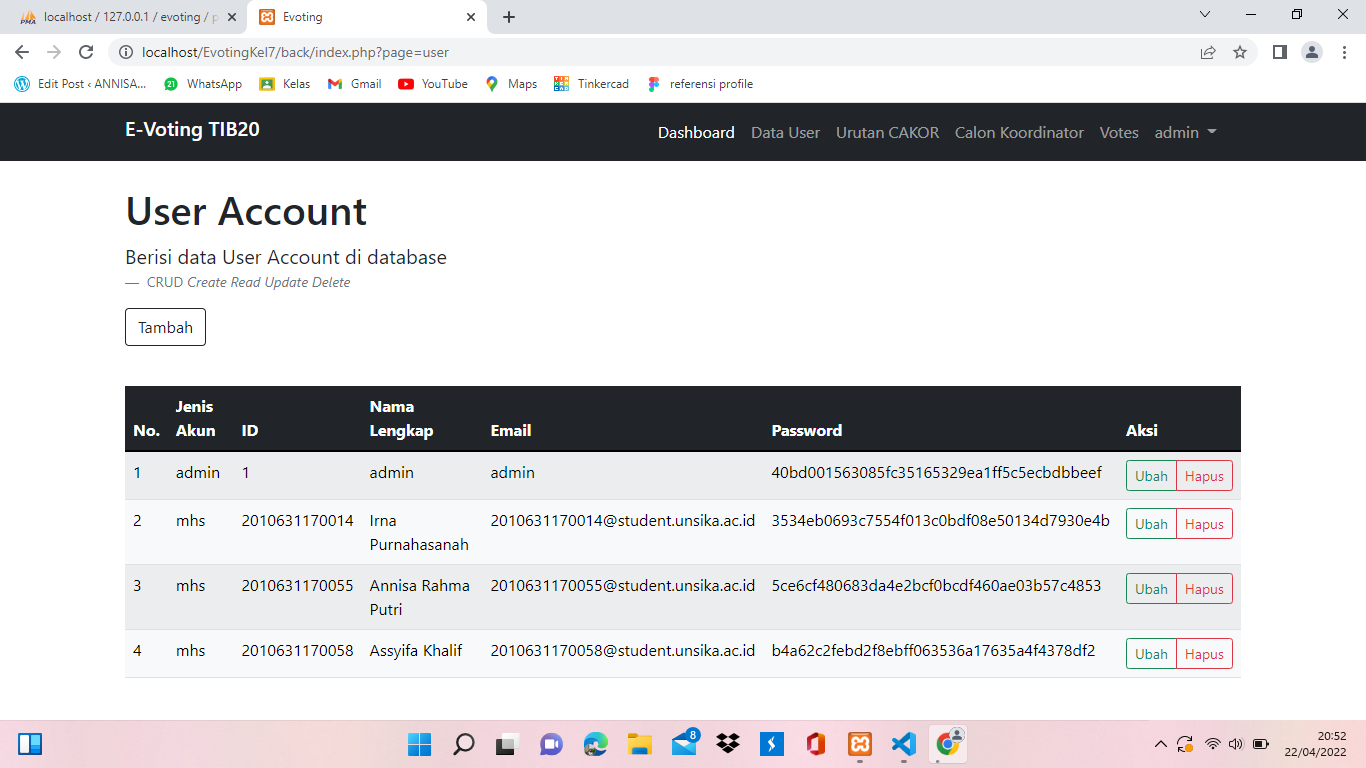 localhost / 127.0.0.1 / evoting / p
Evoting
localhost/EvotingKel7/back/index.php?page=user
Edit Post ‹ ANNISA...
21
WhatsApp
Kelas
Gmail
YouTube
Maps
Tinkercad
referensi profile
E-Voting TIB20
Dashboard Data User Urutan CAKOR Calon Koordinator Votes admin
User Account
Berisi data User Account di database
— CRUD Create Read Update Delete
Tambah
No. Jenis Akun ID Nama Lengkap Email Password Aksi
1 admin 1 admin admin 40bd001563085fc35165329ea1ff5c5ecbdbbeef Ubah Hapus
2 mhs 2010631170014 Irna Purnahasanah 2010631170014@student.unsika.ac.id 3534eb0693c7554f013c0bdf08e50134d7930e4b Ubah Hapus
3 mhs 2010631170055 Annisa Rahma Putri 2010631170055@student.unsika.ac.id 5ce6cf480683da4e2bcf0bcdf460ae03b57c4853 Ubah Hapus
4 mhs 2010631170058 Assyifa Khalif 2010631170058@student.unsika.ac.id b4a62c2febd2f8ebff063536a17635a4f4378df2 Ubah Hapus
8
20:52
22/04/2022